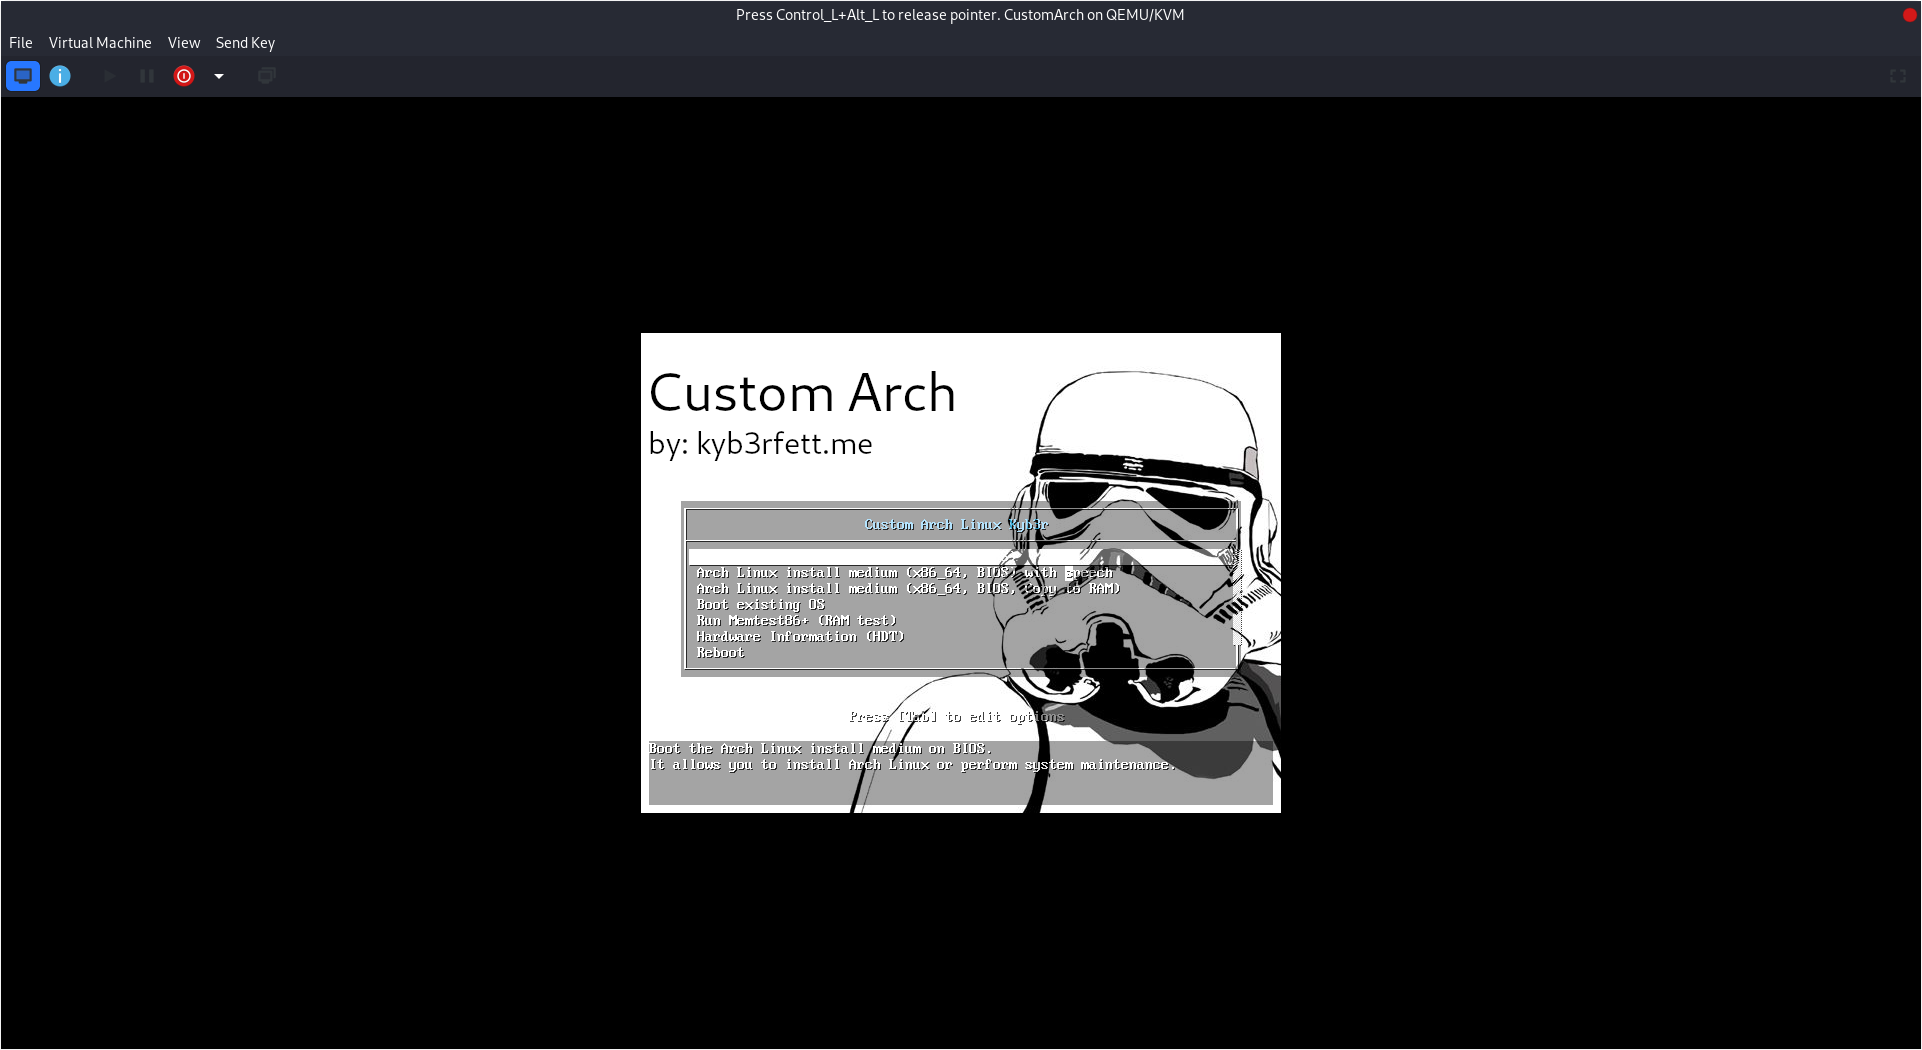 Press Control_L+Alt_L to release pointer. CustomArch on QEMU/KVM
File Virtual Machine View Send Key
Custom Arch
by: kyb3rfett.me
Custom Arch Linux Kyb3r
Arch Linux install medium (x86_64, BIOS) with speech
Arch Linux install medium (x86_64, BIOS, Copy to RAM)
Boot existing OS
Run Memtest86+ (RAM test)
Hardware Information (HDT)
Reboot
Press [Tab] to edit options
Boot the Arch Linux install medium on BIOS.
It allows you to install Arch Linux or perform system maintenance.